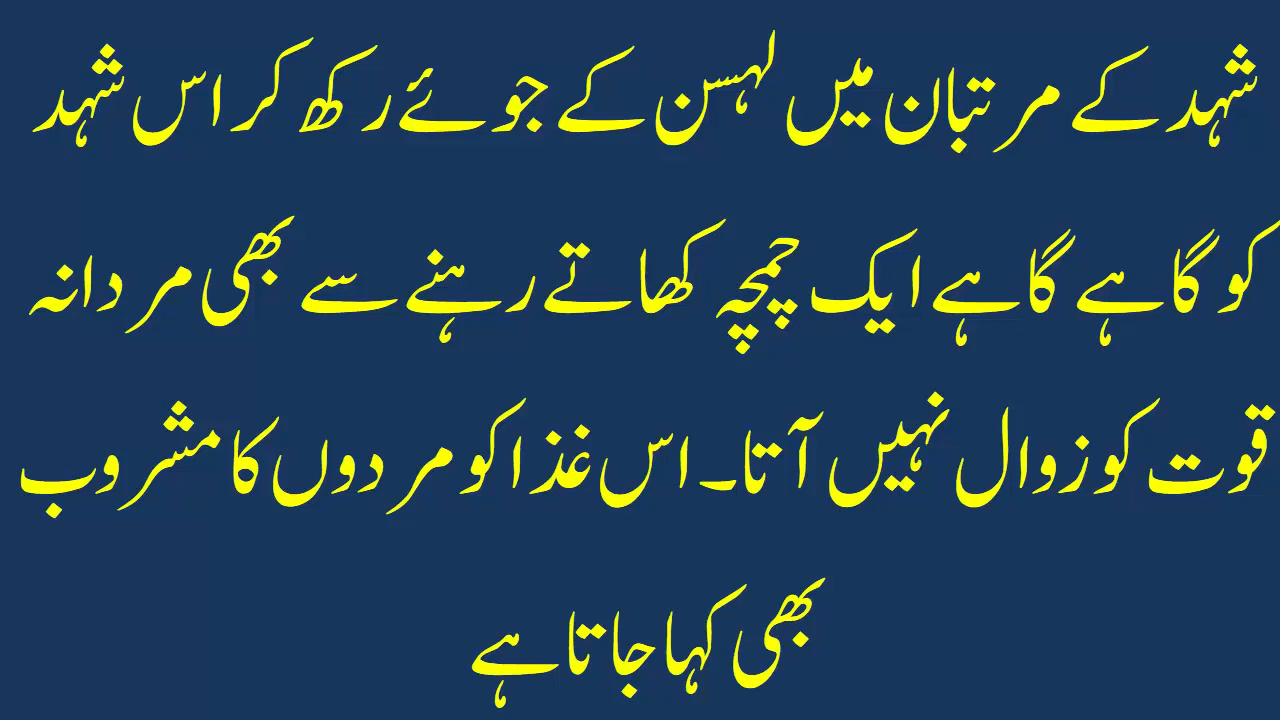 شہد کے مرتبان میں لہسن کے جوئے رکھ کر اس شہد
کو گاہے گاہے ایک چمچہ کھاتے رہنے سے بھی مردانہ
قوت کو زوال نہیں آتا۔ اس غذا کو مردوں کا مشروب
بھی کہا جاتا ہے